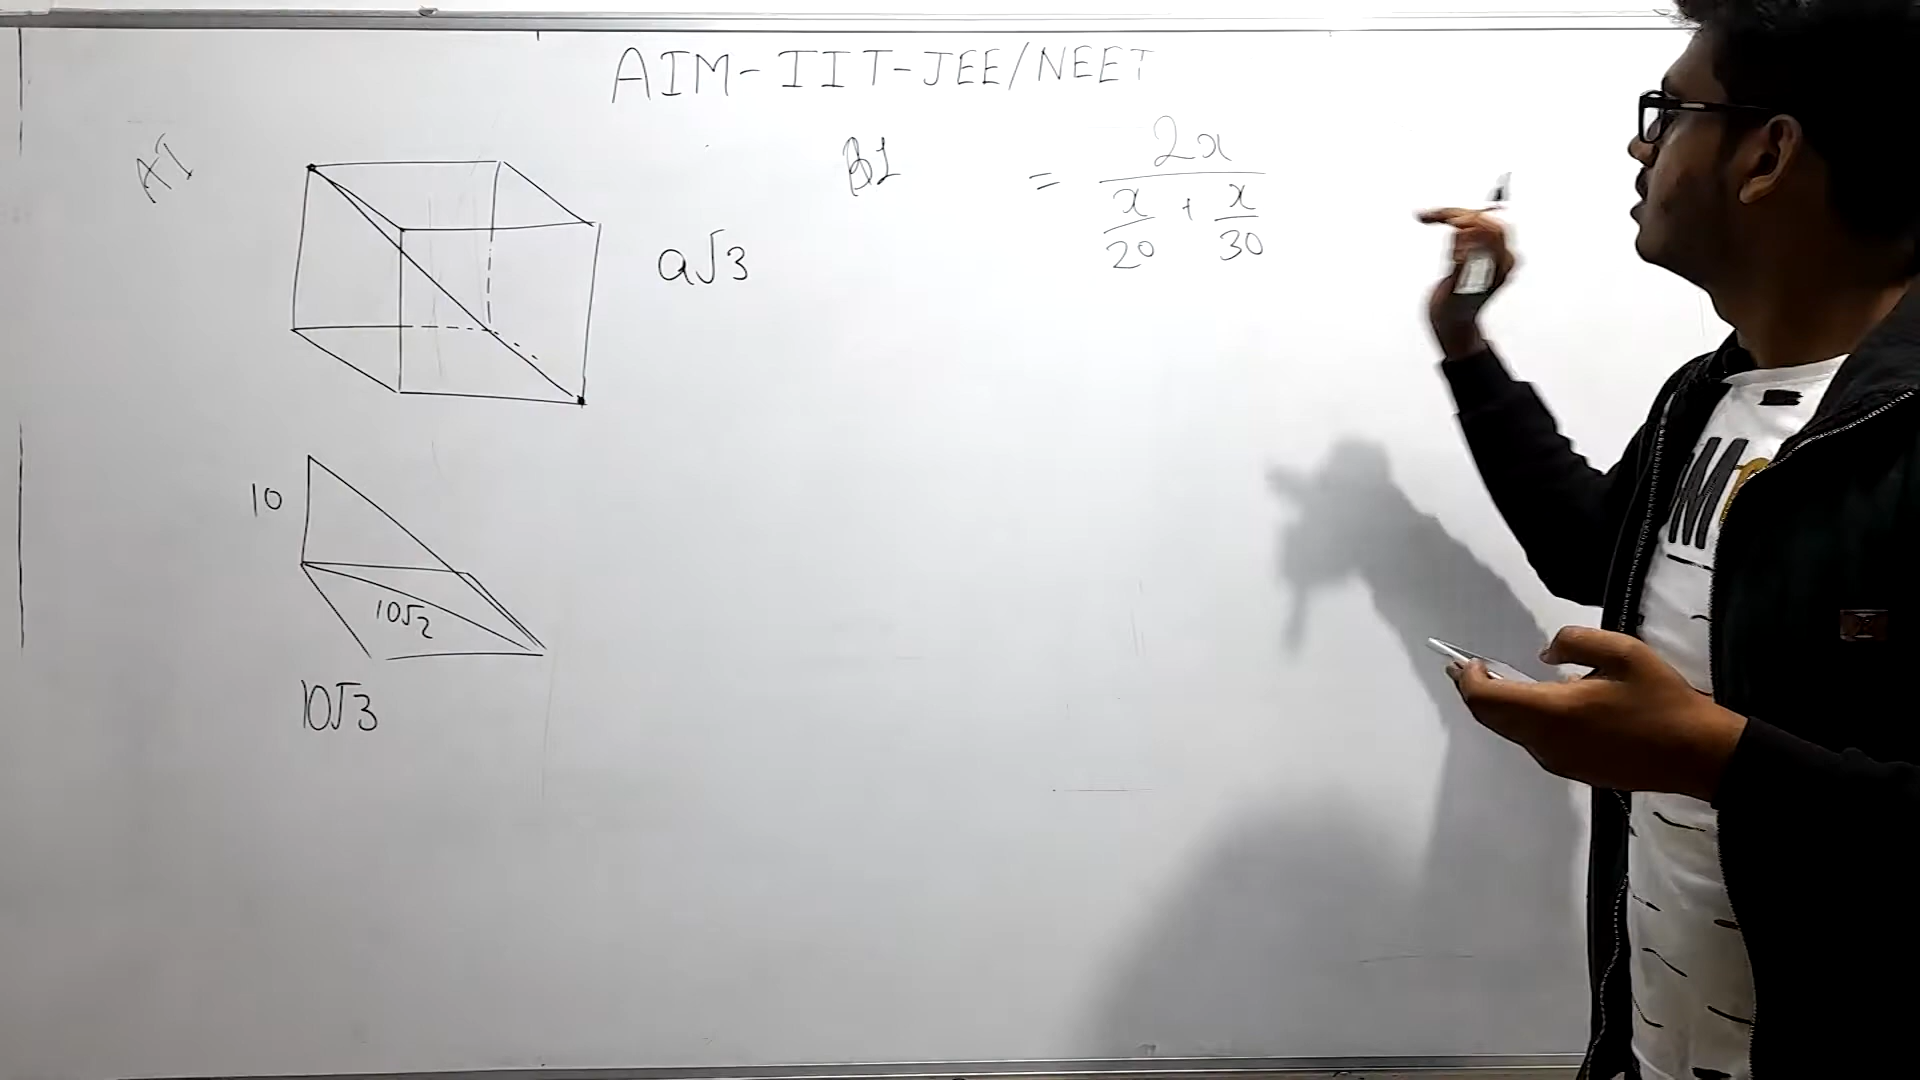 AIM-IIT-JEE/NEET
A1
a√3
10
10√2
10√3
B1
= 2x
x/20 + x/30